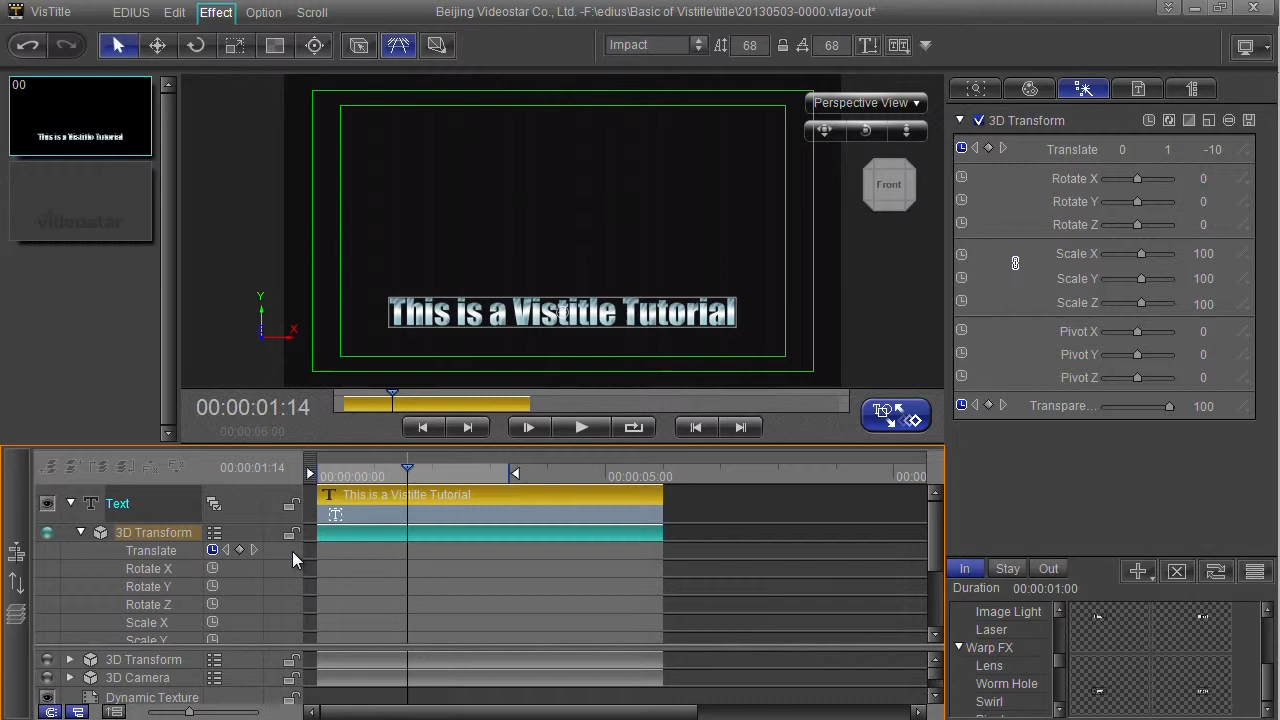 VisTitle EDIUS Edit Effect Option Scroll Beijing Videostar Co., Ltd. -F:\edius\Basic of Vistitle\title\20130503-0000.vtlayout*
Impact 68 68
00
This is a Vistitle Tutorial
videostar
Perspective View
Front
Y
X
This is a Vistitle Tutorial
3D Transform
Translate 0 1 -10
Rotate X 0
Rotate Y 0
Rotate Z 0
Scale X 100
Scale Y 100
Scale Z 100
Pivot X 0
Pivot Y 0
Pivot Z 0
Transpare... 100
00:00:01:14
00:00:06:00
00:00:01:14 00:00:00:00 00:00:05:00 00:00
Text This is a Vistitle Tutorial
3D Transform
Translate
Rotate X
Rotate Y
Rotate Z
Scale X
Scale Y
3D Transform
3D Camera
Dynamic Texture
In Stay Out
Duration 00:00:01:00
Image Light
Laser
Warp FX
Lens
Worm Hole
Swirl